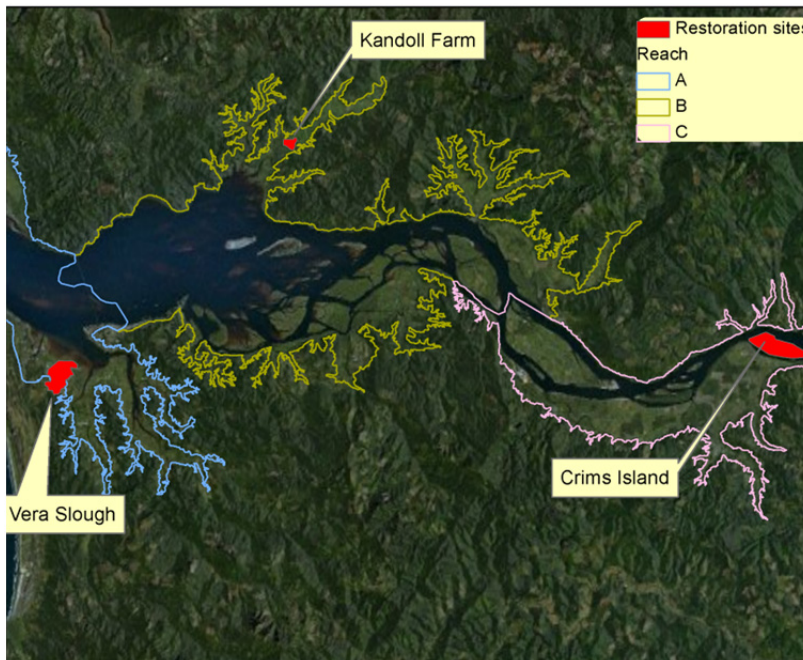 Kandoll Farm
Restoration sites
Reach
A
B
C
Crims Island
Vera Slough